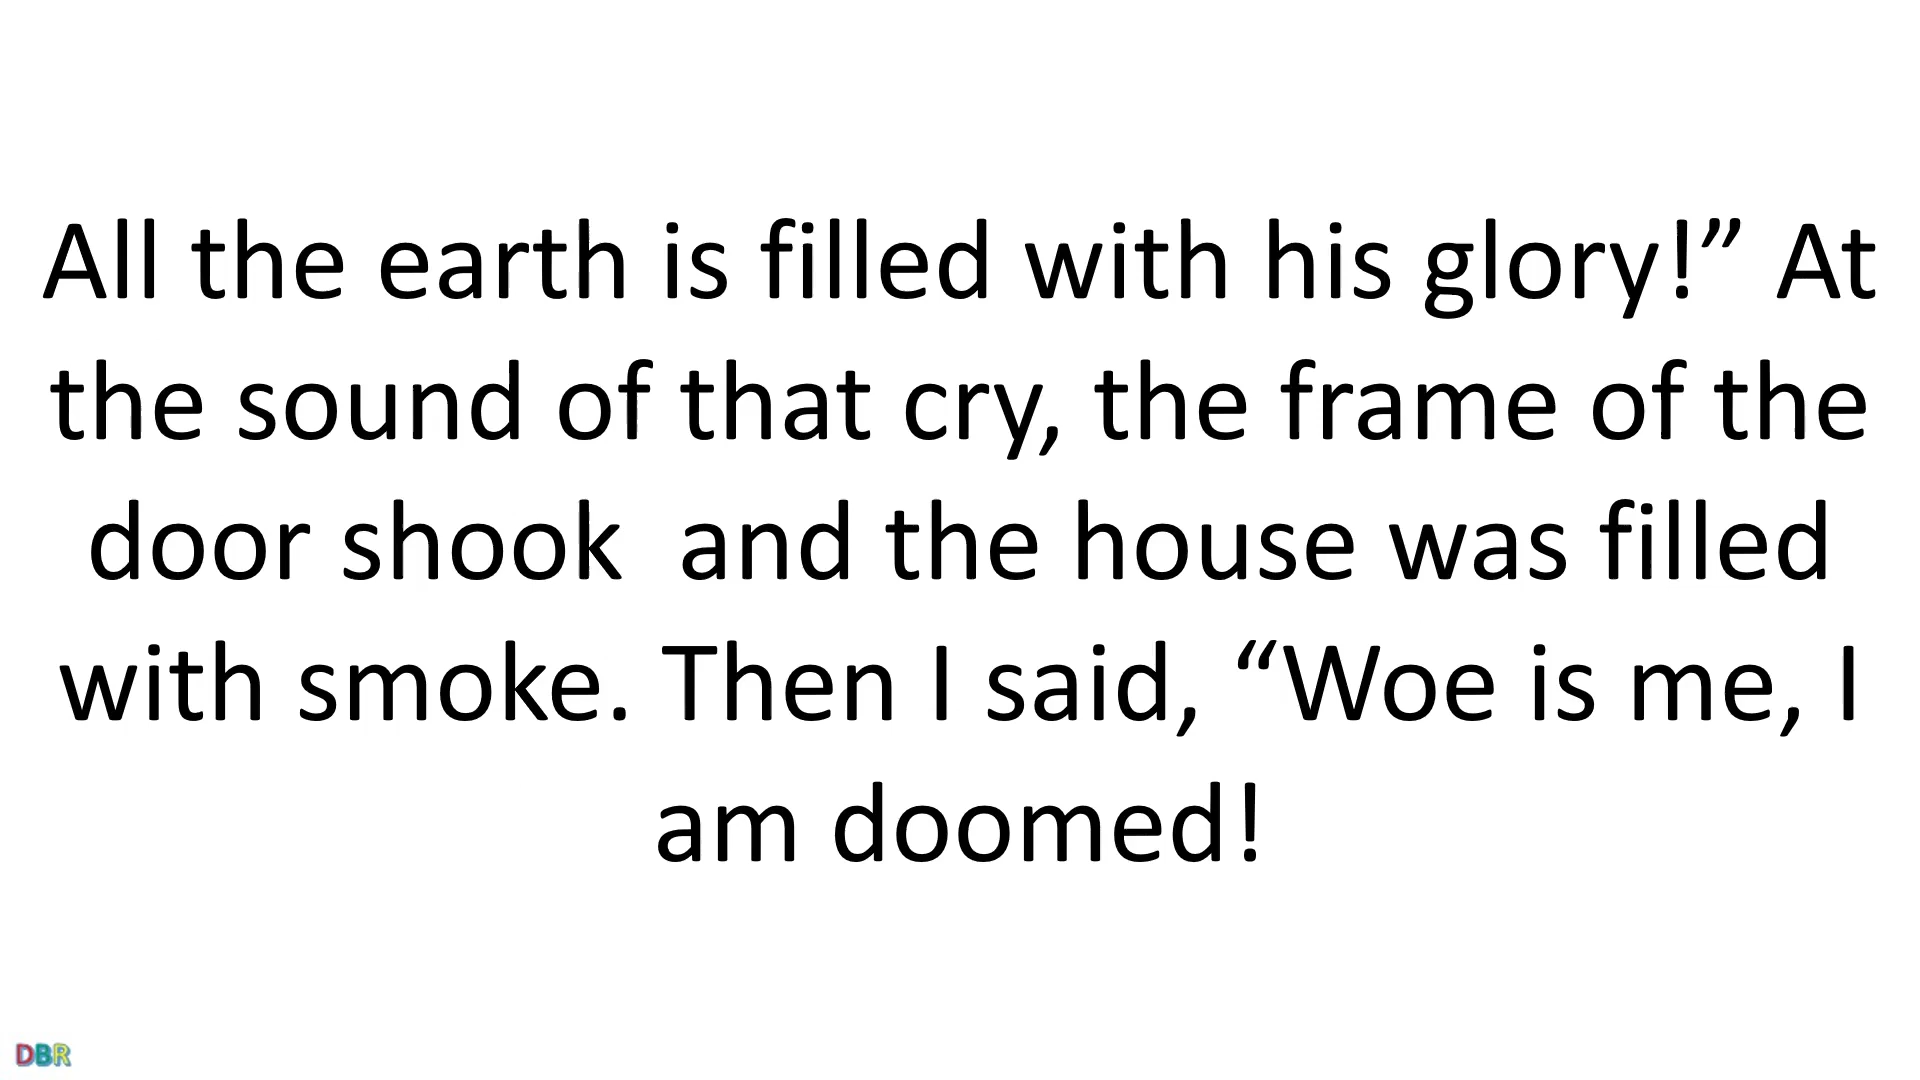 All the earth is filled with his glory!” At
the sound of that cry, the frame of the
door shook  and the house was filled
with smoke. Then I said, “Woe is me, I
am doomed!
DBR